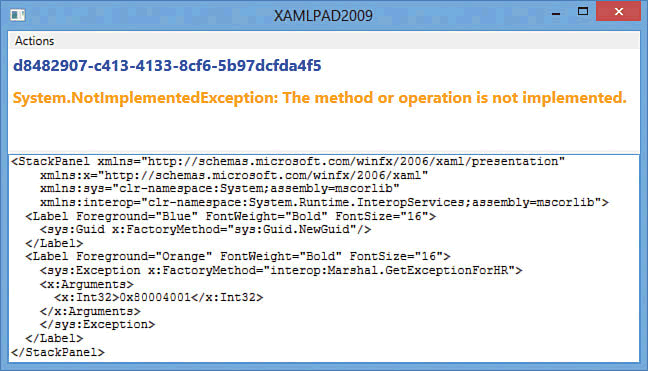 XAMLPAD2009
Actions
d8482907-c413-4133-8cf6-5b97dcfda4f5
System.NotImplementedException: The method or operation is not implemented.
<StackPanel xmlns="http://schemas.microsoft.com/winfx/2006/xaml/presentation"
    xmlns:x="http://schemas.microsoft.com/winfx/2006/xaml"
    xmlns:sys="clr-namespace:System;assembly=mscorlib"
    xmlns:interop="clr-namespace:System.Runtime.InteropServices;assembly=mscorlib">
  <Label Foreground="Blue" FontWeight="Bold" FontSize="16">
    <sys:Guid x:FactoryMethod="sys:Guid.NewGuid"/>
  </Label>
  <Label Foreground="Orange" FontWeight="Bold" FontSize="16">
    <sys:Exception x:FactoryMethod="interop:Marshal.GetExceptionForHR">
    <x:Arguments>
      <x:Int32>0x80004001</x:Int32>
    </x:Arguments>
    </sys:Exception>
  </Label>
</StackPanel>